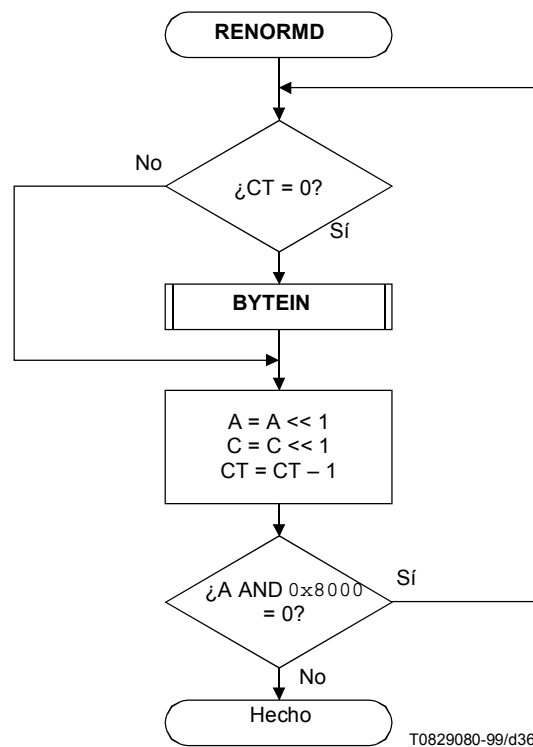 RENORMD
No
¿CT = 0?
Sí
BYTEIN
A = A << 1
C = C << 1
CT = CT – 1
¿A AND 0x8000
= 0?
Sí
No
Hecho
T0829080-99/d36